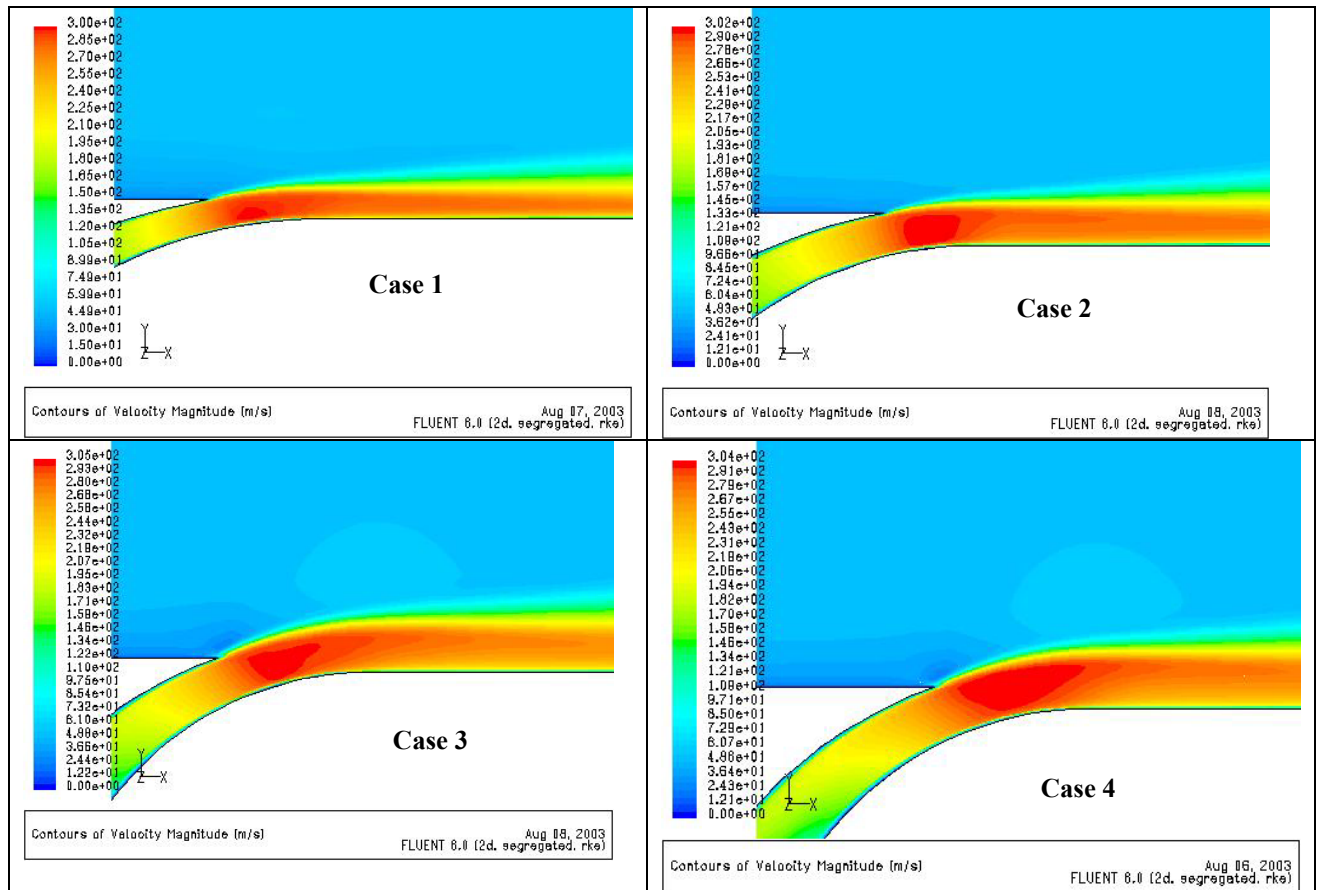 3.00e+02
2.85e+02
2.70e+02
2.55e+02
2.40e+02
2.25e+02
2.10e+02
1.95e+02
1.80e+02
1.65e+02
1.50e+02
1.35e+02
1.20e+02
1.05e+02
8.99e+01
7.49e+01
5.99e+01
4.49e+01
3.00e+01
1.50e+01
0.00e+00
Y
Z X
Case 1
Contours of Velocity Magnitude (m/s)
Aug 07, 2003
FLUENT 6.0 (2d, segregated, rke)
3.02e+02
2.90e+02
2.78e+02
2.66e+02
2.53e+02
2.41e+02
2.29e+02
2.17e+02
2.05e+02
1.93e+02
1.81e+02
1.69e+02
1.57e+02
1.45e+02
1.33e+02
1.21e+02
1.09e+02
9.66e+01
8.45e+01
7.24e+01
6.04e+01
4.83e+01
3.62e+01
2.41e+01
1.21e+01
0.00e+00
Y
Z X
Case 2
Contours of Velocity Magnitude (m/s)
Aug 08, 2003
FLUENT 6.0 (2d, segregated, rke)
3.05e+02
2.93e+02
2.80e+02
2.68e+02
2.56e+02
2.44e+02
2.32e+02
2.19e+02
2.07e+02
1.95e+02
1.83e+02
1.71e+02
1.58e+02
1.46e+02
1.34e+02
1.22e+02
1.10e+02
9.75e+01
8.54e+01
7.32e+01
6.10e+01
4.88e+01
3.66e+01
2.44e+01
1.22e+01
0.00e+00
Y
Z X
Case 3
Contours of Velocity Magnitude (m/s)
Aug 08, 2003
FLUENT 6.0 (2d, segregated, rke)
3.04e+02
2.91e+02
2.79e+02
2.67e+02
2.55e+02
2.43e+02
2.31e+02
2.18e+02
2.06e+02
1.94e+02
1.82e+02
1.70e+02
1.58e+02
1.46e+02
1.34e+02
1.21e+02
1.09e+02
9.71e+01
8.50e+01
7.29e+01
6.07e+01
4.86e+01
3.64e+01
2.43e+01
1.21e+01
0.00e+00
Y
Z X
Case 4
Contours of Velocity Magnitude (m/s)
Aug 06, 2003
FLUENT 6.0 (2d, segregated, rke)